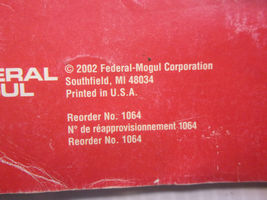 ERAL
UL
© 2002 Federal-Mogul Corporation
Southfield, MI 48034
Printed in U.S.A.
Reorder No. 1064
N° de réapprovisionnement 1064
Reorder No. 1064